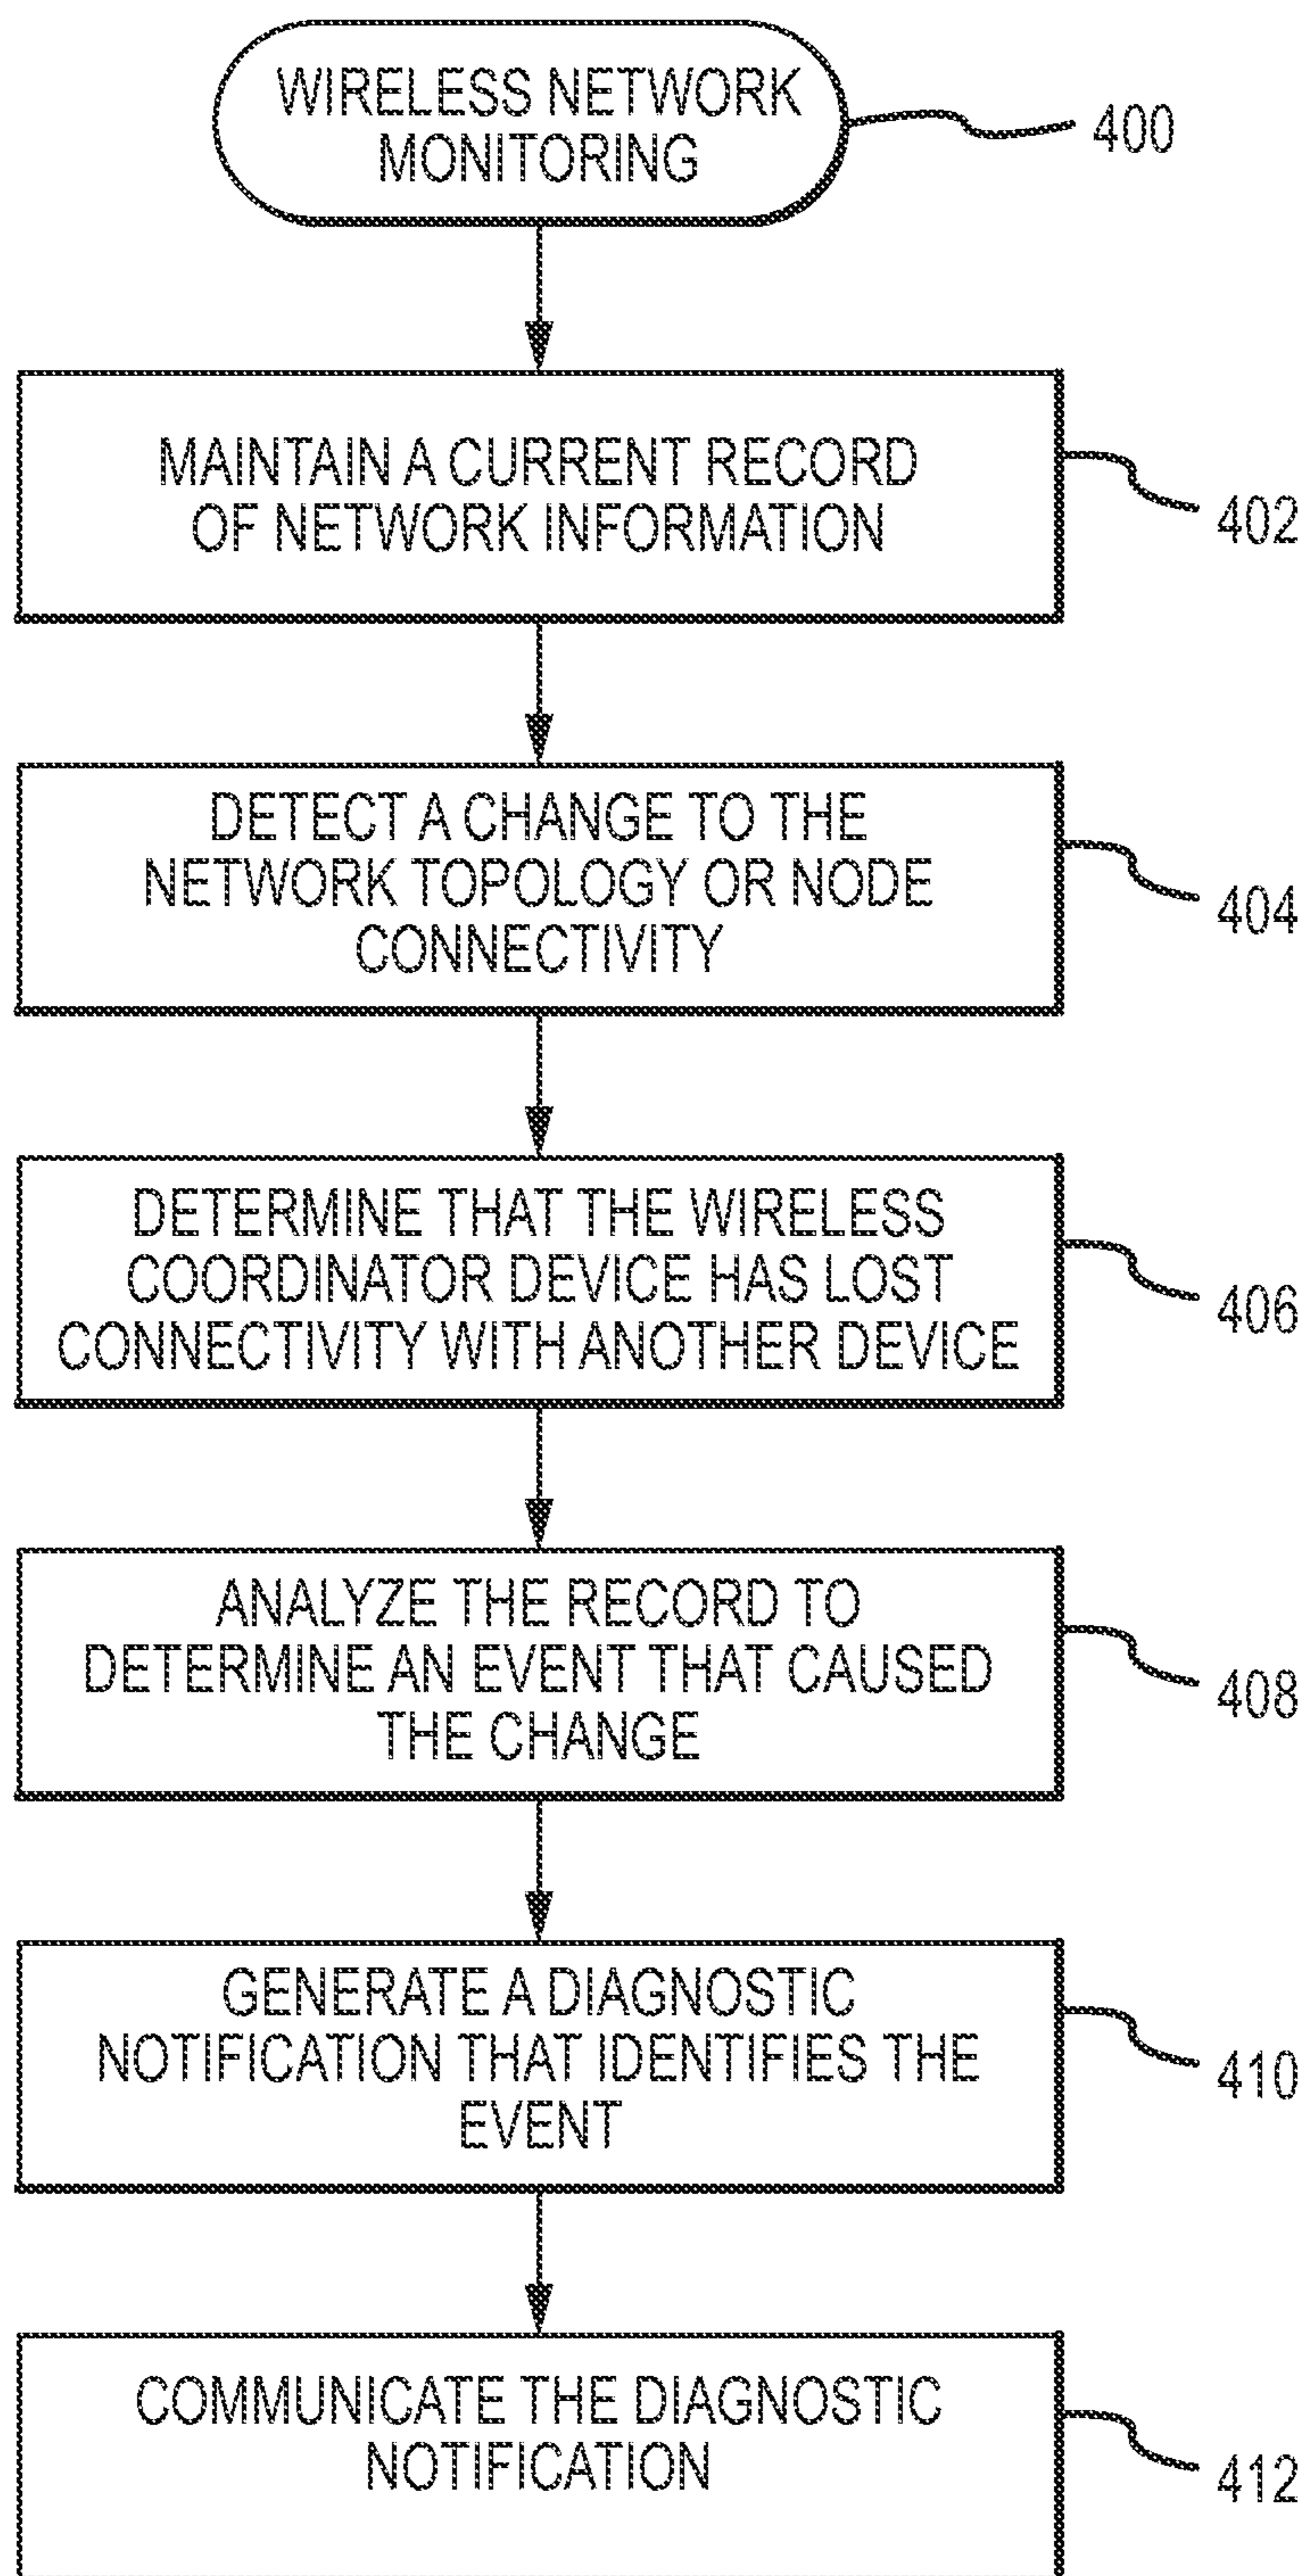 WIRELESS NETWORK
MONITORING
400
MAINTAIN A CURRENT RECORD
OF NETWORK INFORMATION
402
DETECT A CHANGE TO THE
NETWORK TOPOLOGY OR NODE
CONNECTIVITY
404
DETERMINE THAT THE WIRELESS
COORDINATOR DEVICE HAS LOST
CONNECTIVITY WITH ANOTHER DEVICE
406
ANALYZE THE RECORD TO
DETERMINE AN EVENT THAT CAUSED
THE CHANGE
408
GENERATE A DIAGNOSTIC
NOTIFICATION THAT IDENTIFIES THE
EVENT
410
COMMUNICATE THE DIAGNOSTIC
NOTIFICATION
412